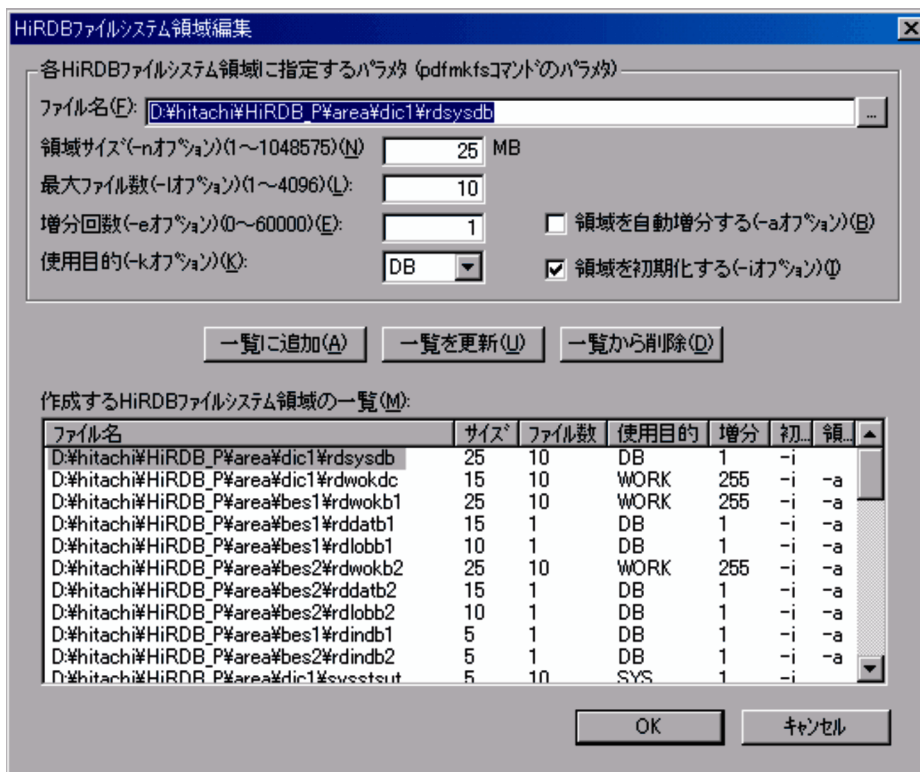 HiRDBファイルシステム領域編集
各HiRDBファイルシステム領域に指定するパラメタ (pdfmkfsコマンドのパラメタ)
ファイル名(F): D:¥hitachi¥HiRDB_P¥area¥dic1¥rdsysdb ...
領域サイズ(-nオプション)(1～1048575)(N) 25 MB
最大ファイル数(-lオプション)(1～4096)(L): 10
増分回数(-eオプション)(0～60000)(E): 1 領域を自動増分する(-aオプション)(B)
使用目的(-kオプション)(K): DB 領域を初期化する(-iオプション)(I)
一覧に追加(A) 一覧を更新(U) 一覧から削除(D)
作成するHiRDBファイルシステム領域の一覧(M):
ファイル名 サイズ ファイル数 使用目的 増分 初... 領...
D:¥hitachi¥HiRDB_P¥area¥dic1¥rdsysdb 25 10 DB 1 -i
D:¥hitachi¥HiRDB_P¥area¥dic1¥rdwokdc 15 10 WORK 255 -i -a
D:¥hitachi¥HiRDB_P¥area¥bes1¥rdwokb1 25 10 WORK 255 -i -a
D:¥hitachi¥HiRDB_P¥area¥bes1¥rddatb1 15 1 DB 1 -i -a
D:¥hitachi¥HiRDB_P¥area¥bes1¥rdlobb1 10 1 DB 1 -i -a
D:¥hitachi¥HiRDB_P¥area¥bes2¥rdwokb2 25 10 WORK 255 -i -a
D:¥hitachi¥HiRDB_P¥area¥bes2¥rddatb2 15 1 DB 1 -i -a
D:¥hitachi¥HiRDB_P¥area¥bes2¥rdlobb2 10 1 DB 1 -i -a
D:¥hitachi¥HiRDB_P¥area¥bes1¥rdindb1 5 1 DB 1 -i -a
D:¥hitachi¥HiRDB_P¥area¥bes2¥rdindb2 5 1 DB 1 -i -a
D:¥hitachi¥HiRDB_P¥area¥dic1¥sysstsut 5 10 SYS 1 -i
OK キャンセル